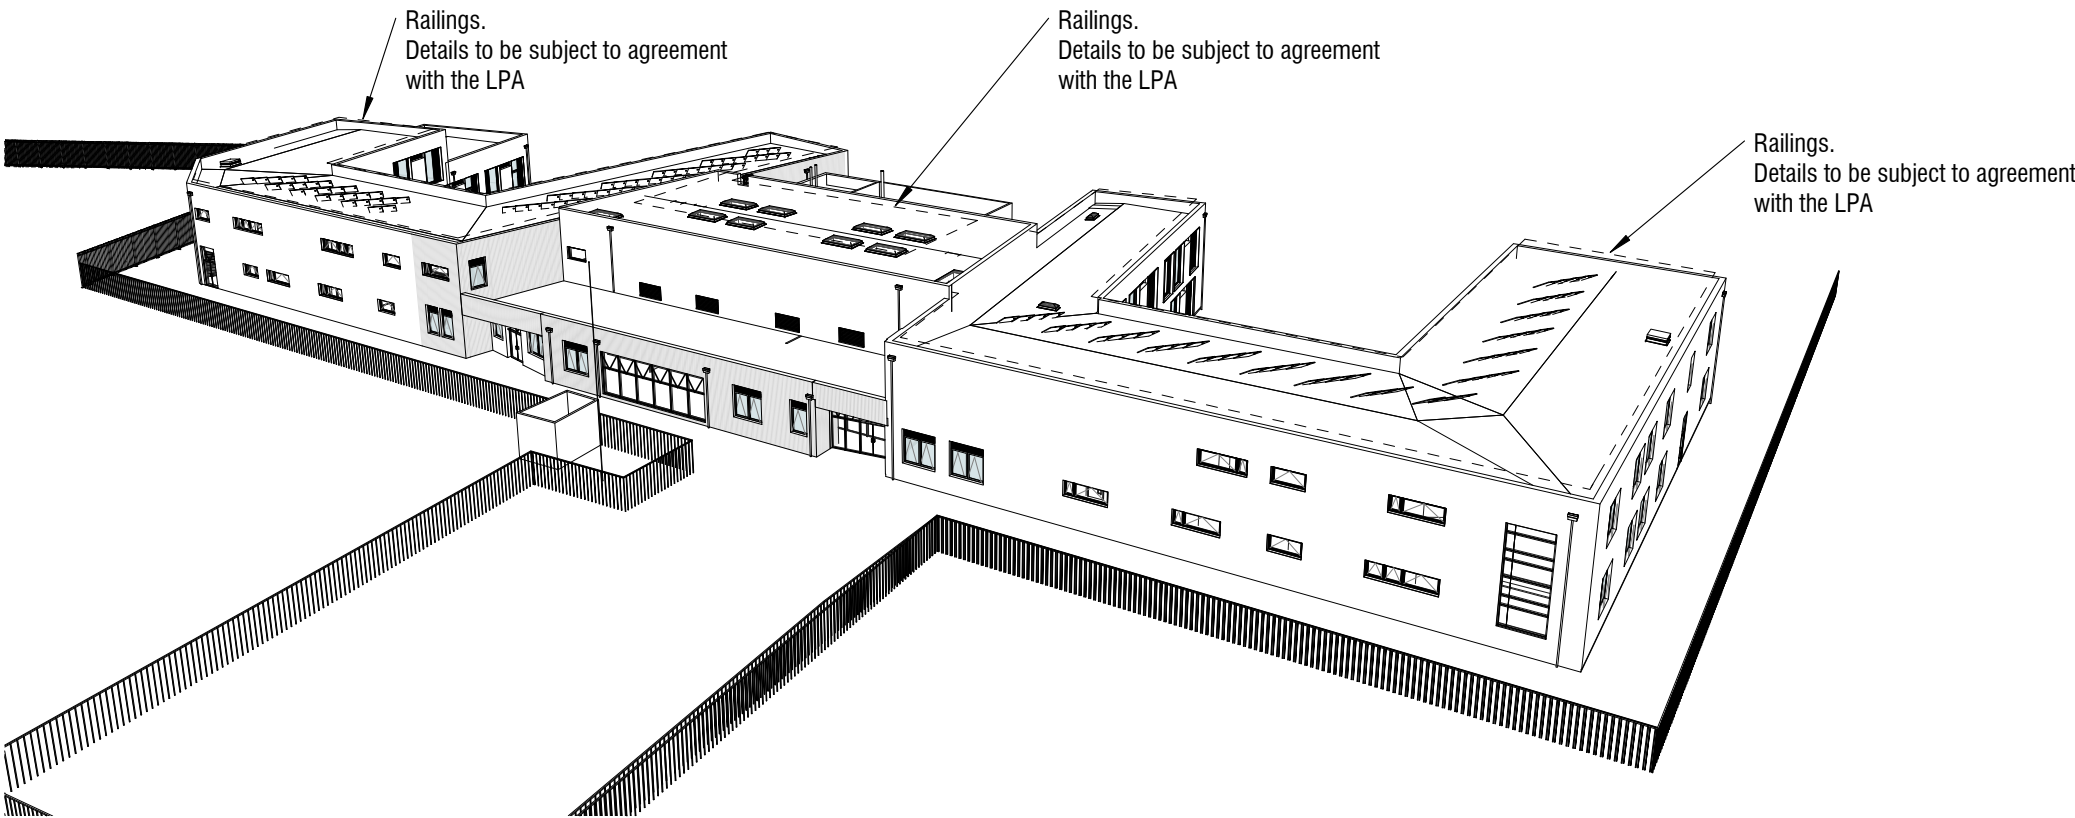 Railings.
Details to be subject to agreement
with the LPA
Railings.
Details to be subject to agreement
with the LPA
Railings.
Details to be subject to agreement
with the LPA